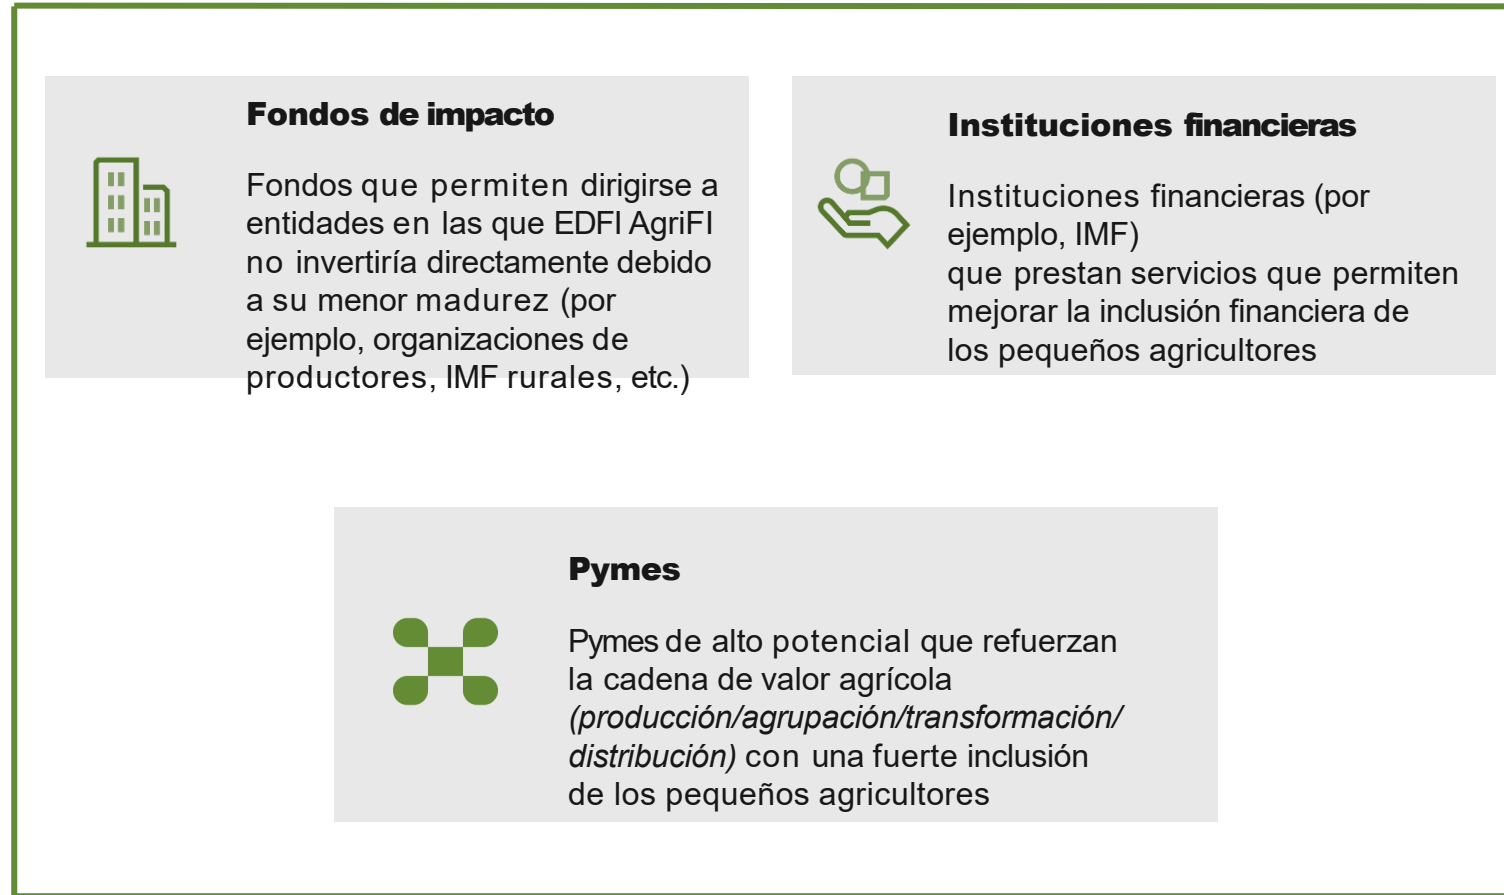 Fondos de impacto
Fondos que permiten dirigirse a
entidades en las que EDFI AgriFI
no invertiría directamente debido
a su menor madurez (por
ejemplo, organizaciones de
productores, IMF rurales, etc.)
Instituciones financieras
Instituciones financieras (por
ejemplo, IMF)
que prestan servicios que permiten
mejorar la inclusión financiera de
los pequeños agricultores
Pymes
Pymes de alto potencial que refuerzan
la cadena de valor agrícola
(producción/agrupación/transformación/
distribución) con una fuerte inclusión
de los pequeños agricultores